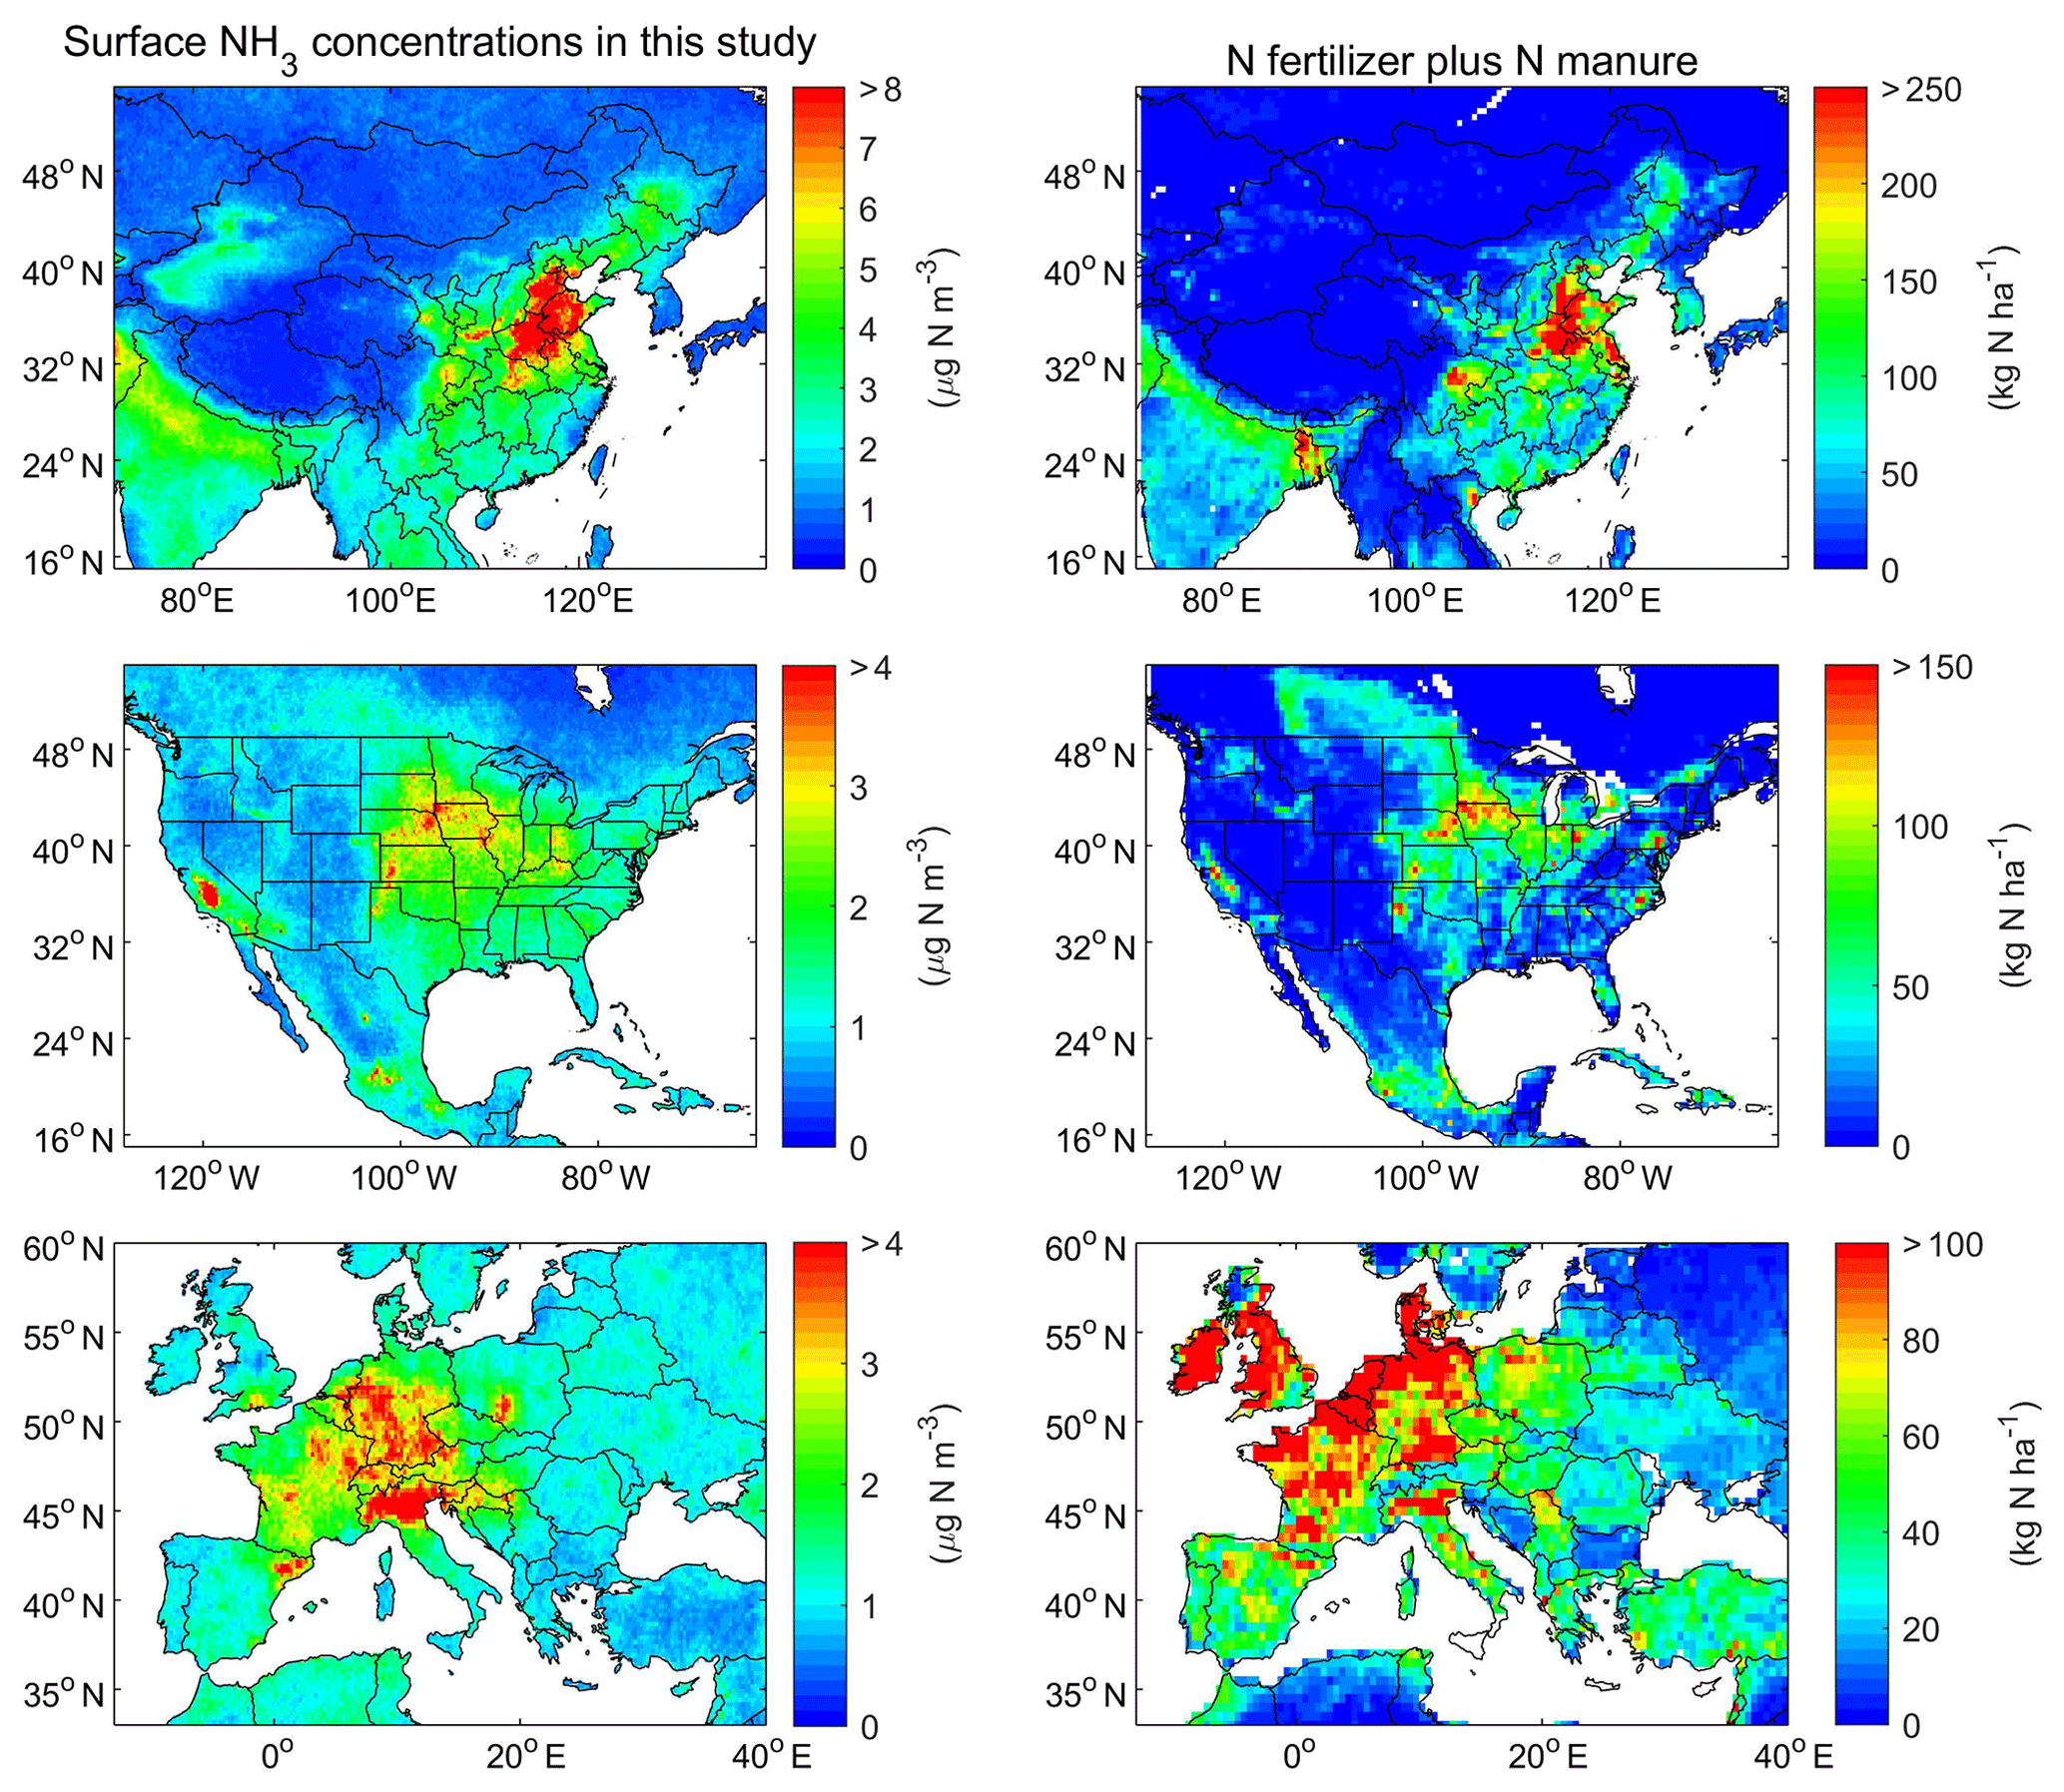 Surface NH3 concentrations in this study
N fertilizer plus N manure
48° N
40° N
32° N
24° N
16° N
80° E
100° E
120° E
>8
7
6
5
4
3
2
1
0
(μg N m-3)
48° N
40° N
32° N
24° N
16° N
80° E
100° E
120° E
>250
200
150
100
50
0
(kg N ha-1)
48° N
40° N
32° N
24° N
16° N
120° W
100° W
80° W
>4
3
2
1
0
(μg N m-3)
48° N
40° N
32° N
24° N
16° N
120° W
100° W
80° W
>150
100
50
0
(kg N ha-1)
60° N
55° N
50° N
45° N
40° N
35° N
0°
20° E
40° E
>4
3
2
1
0
(μg N m-3)
60° N
55° N
50° N
45° N
40° N
35° N
0°
20° E
40° E
>100
80
60
40
20
0
(kg N ha-1)